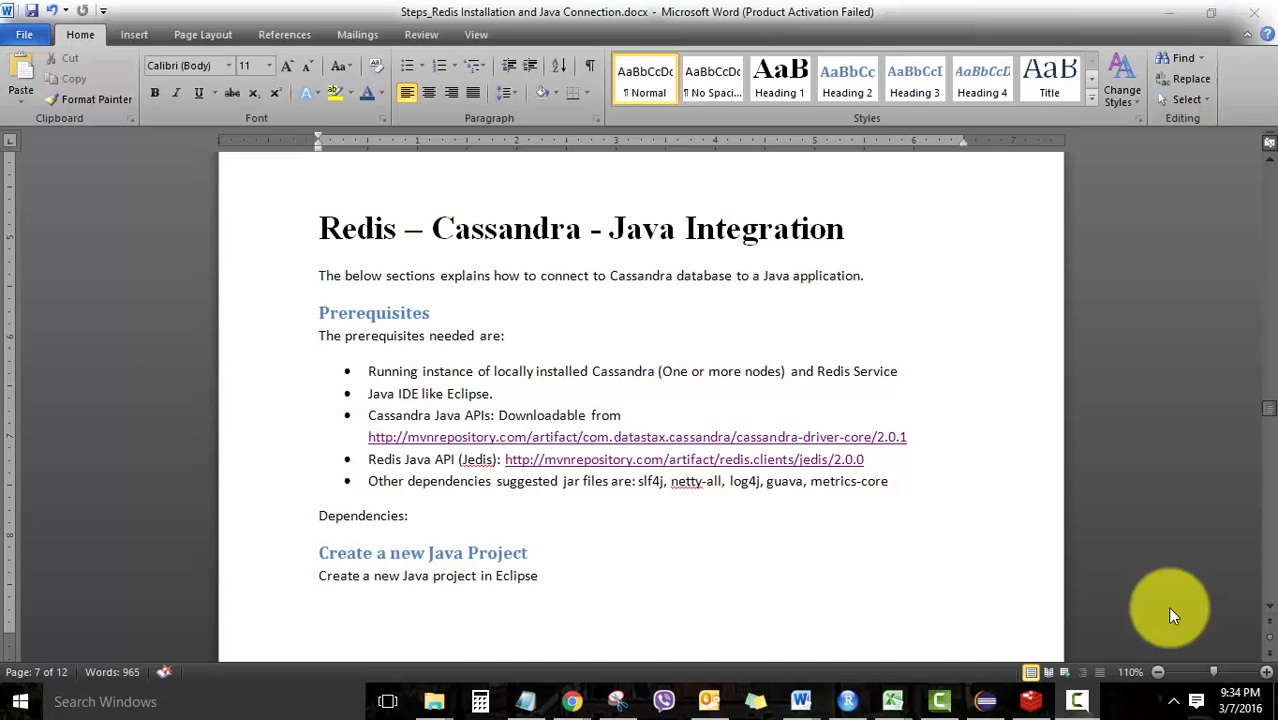 Steps_Redis Installation and Java Connection.docx - Microsoft Word (Product Activation Failed)
File Home Insert Page Layout References Mailings Review View
Paste
Cut
Copy
Format Painter
Clipboard
Calibri (Body) 11
Font
Paragraph
AaBbCcDc AaBbCcDc AaB AaBbCc AaBbCcI AaBbCcDc AaB
¶ Normal ¶ No Spaci... Heading 1 Heading 2 Heading 3 Heading 4 Title
Change Styles
Styles
Find
Replace
Select
Editing
Redis – Cassandra - Java Integration
The below sections explains how to connect to Cassandra database to a Java application.
Prerequisites
The prerequisites needed are:
• Running instance of locally installed Cassandra (One or more nodes) and Redis Service
• Java IDE like Eclipse.
• Cassandra Java APIs: Downloadable from
http://mvnrepository.com/artifact/com.datastax.cassandra/cassandra-driver-core/2.0.1
• Redis Java API (Jedis): http://mvnrepository.com/artifact/redis.clients/jedis/2.0.0
• Other dependencies suggested jar files are: slf4j, netty-all, log4j, guava, metrics-core
Dependencies:
Create a new Java Project
Create a new Java project in Eclipse
Page: 7 of 12 Words: 965 110%
Search Windows
9:34 PM
3/7/2016